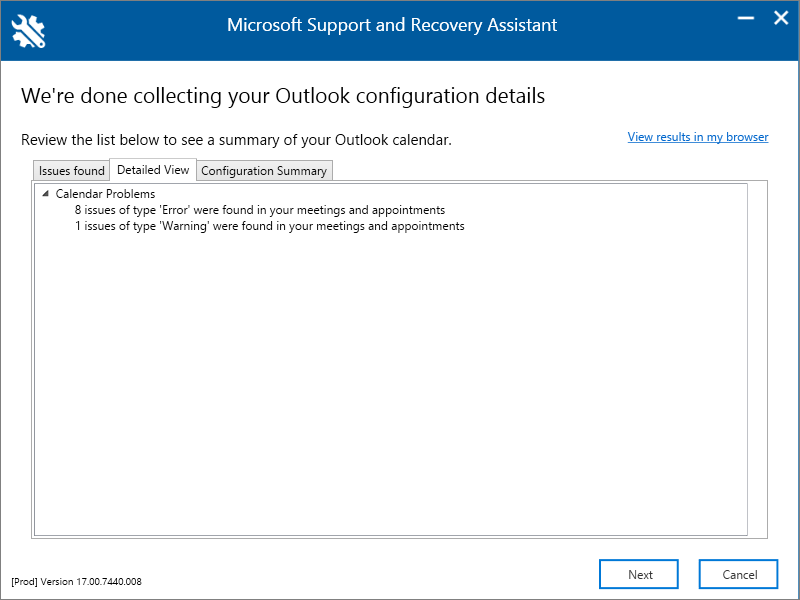 Microsoft Support and Recovery Assistant
We're done collecting your Outlook configuration details
Review the list below to see a summary of your Outlook calendar.
View results in my browser
Issues found
Detailed View
Configuration Summary
Calendar Problems
8 issues of type 'Error' were found in your meetings and appointments
1 issues of type 'Warning' were found in your meetings and appointments
Next
Cancel
[Prod] Version 17.00.7440.008